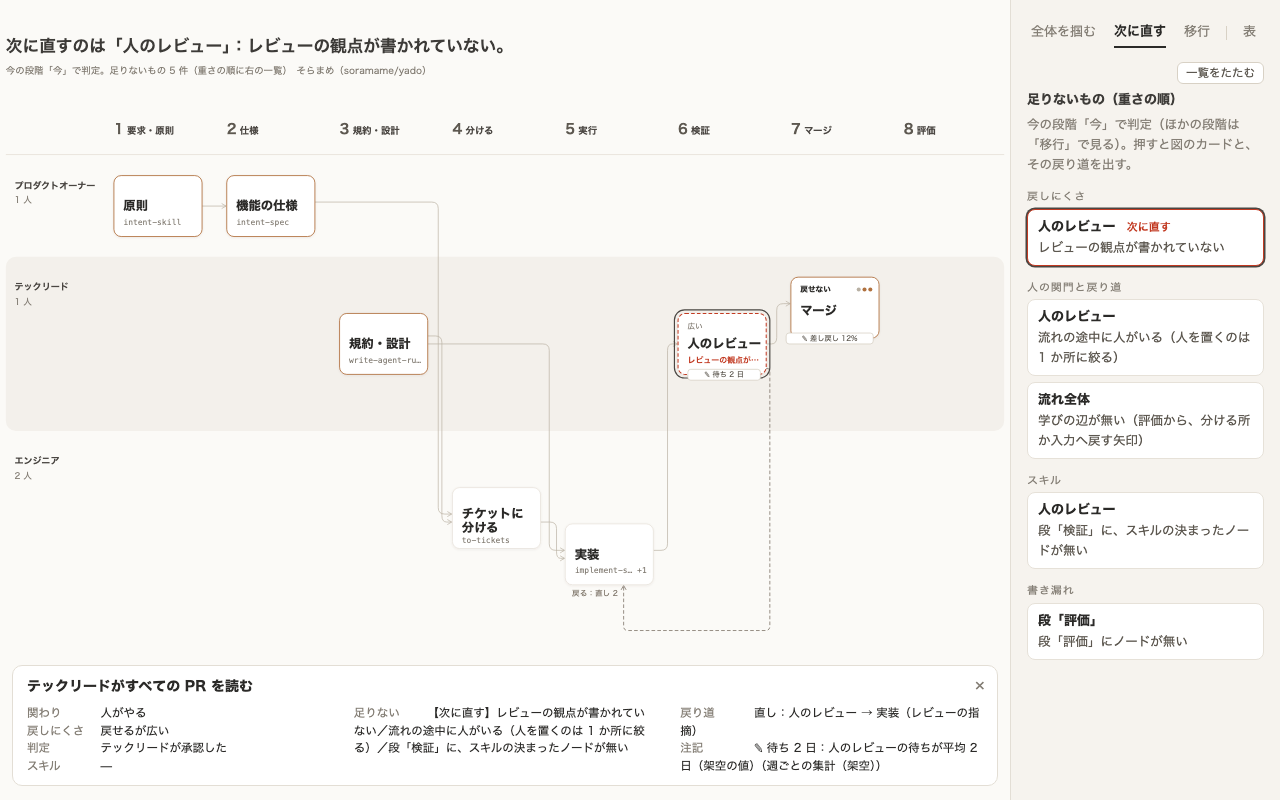 次に直すのは「人のレビュー」：レビューの観点が書かれていない。
今の段階「今」で判定。足りないもの 5 件（重さの順に右の一覧） そらまめ（soramame/yado）
1 要求・原則
2 仕様
3 規約・設計
4 分ける
5 実行
6 検証
7 マージ
8 評価
プロダクトオーナー
1 人
原則
intent-skill
機能の仕様
intent-spec
テックリード
1 人
規約・設計
write-agent-ru…
広い
人のレビュー
レビューの観点が…
✎ 待ち 2 日
戻せない
マージ
✎ 差し戻し 12%
エンジニア
2 人
チケットに
分ける
to-tickets
実装
implement-s… +1
戻る：直し 2
テックリードがすべての PR を読む
×
関わり 人がやる
戻しにくさ 戻せるが広い
判定 テックリードが承認した
スキル —
足りない 【次に直す】レビューの観点が書かれてい
ない／流れの途中に人がいる（人を置くのは 1 か所に絞
る）／段「検証」に、スキルの決まったノードが無い
戻り道 直し：人のレビュー → 実装（レビューの指
摘）
注記 ✎ 待ち 2 日：人のレビューの待ちが平均 2
日（架空の値）（週ごとの集計（架空））
全体を掴む
次に直す
移行
表
一覧をたたむ
足りないもの（重さの順）
今の段階「今」で判定（ほかの段階は
「移行」で見る）。押すと図のカードと、
その戻り道を出す。
戻しにくさ
人のレビュー 次に直す
レビューの観点が書かれていない
人の関門と戻り道
人のレビュー
流れの途中に人がいる（人を置くのは
1 か所に絞る）
流れ全体
学びの辺が無い（評価から、分ける所
か入力へ戻す矢印）
スキル
人のレビュー
段「検証」に、スキルの決まったノー
ドが無い
書き漏れ
段「評価」
段「評価」にノードが無い